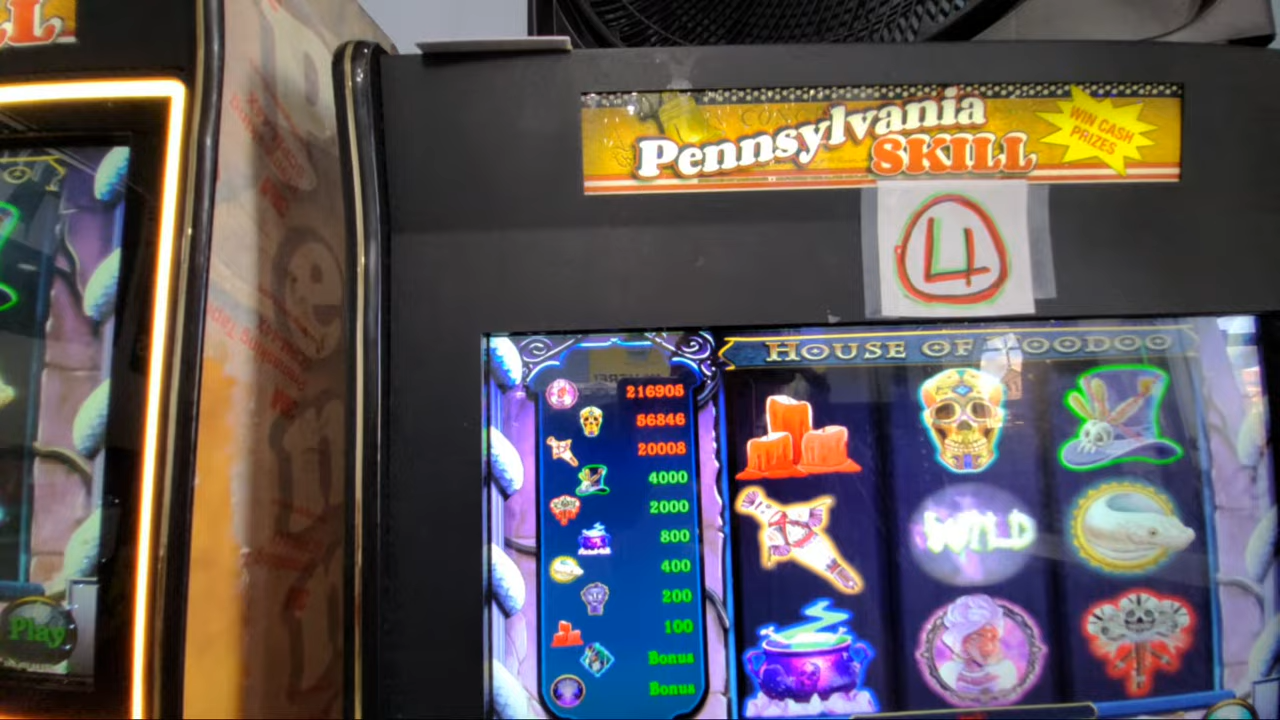 Pennsylvania
SKILL
WIN CASH
PRIZES
4
HOUSE OF VOODOO
216905
56846
20008
4000
2000
800
400
200
100
Bonus
Bonus
WILD
Play